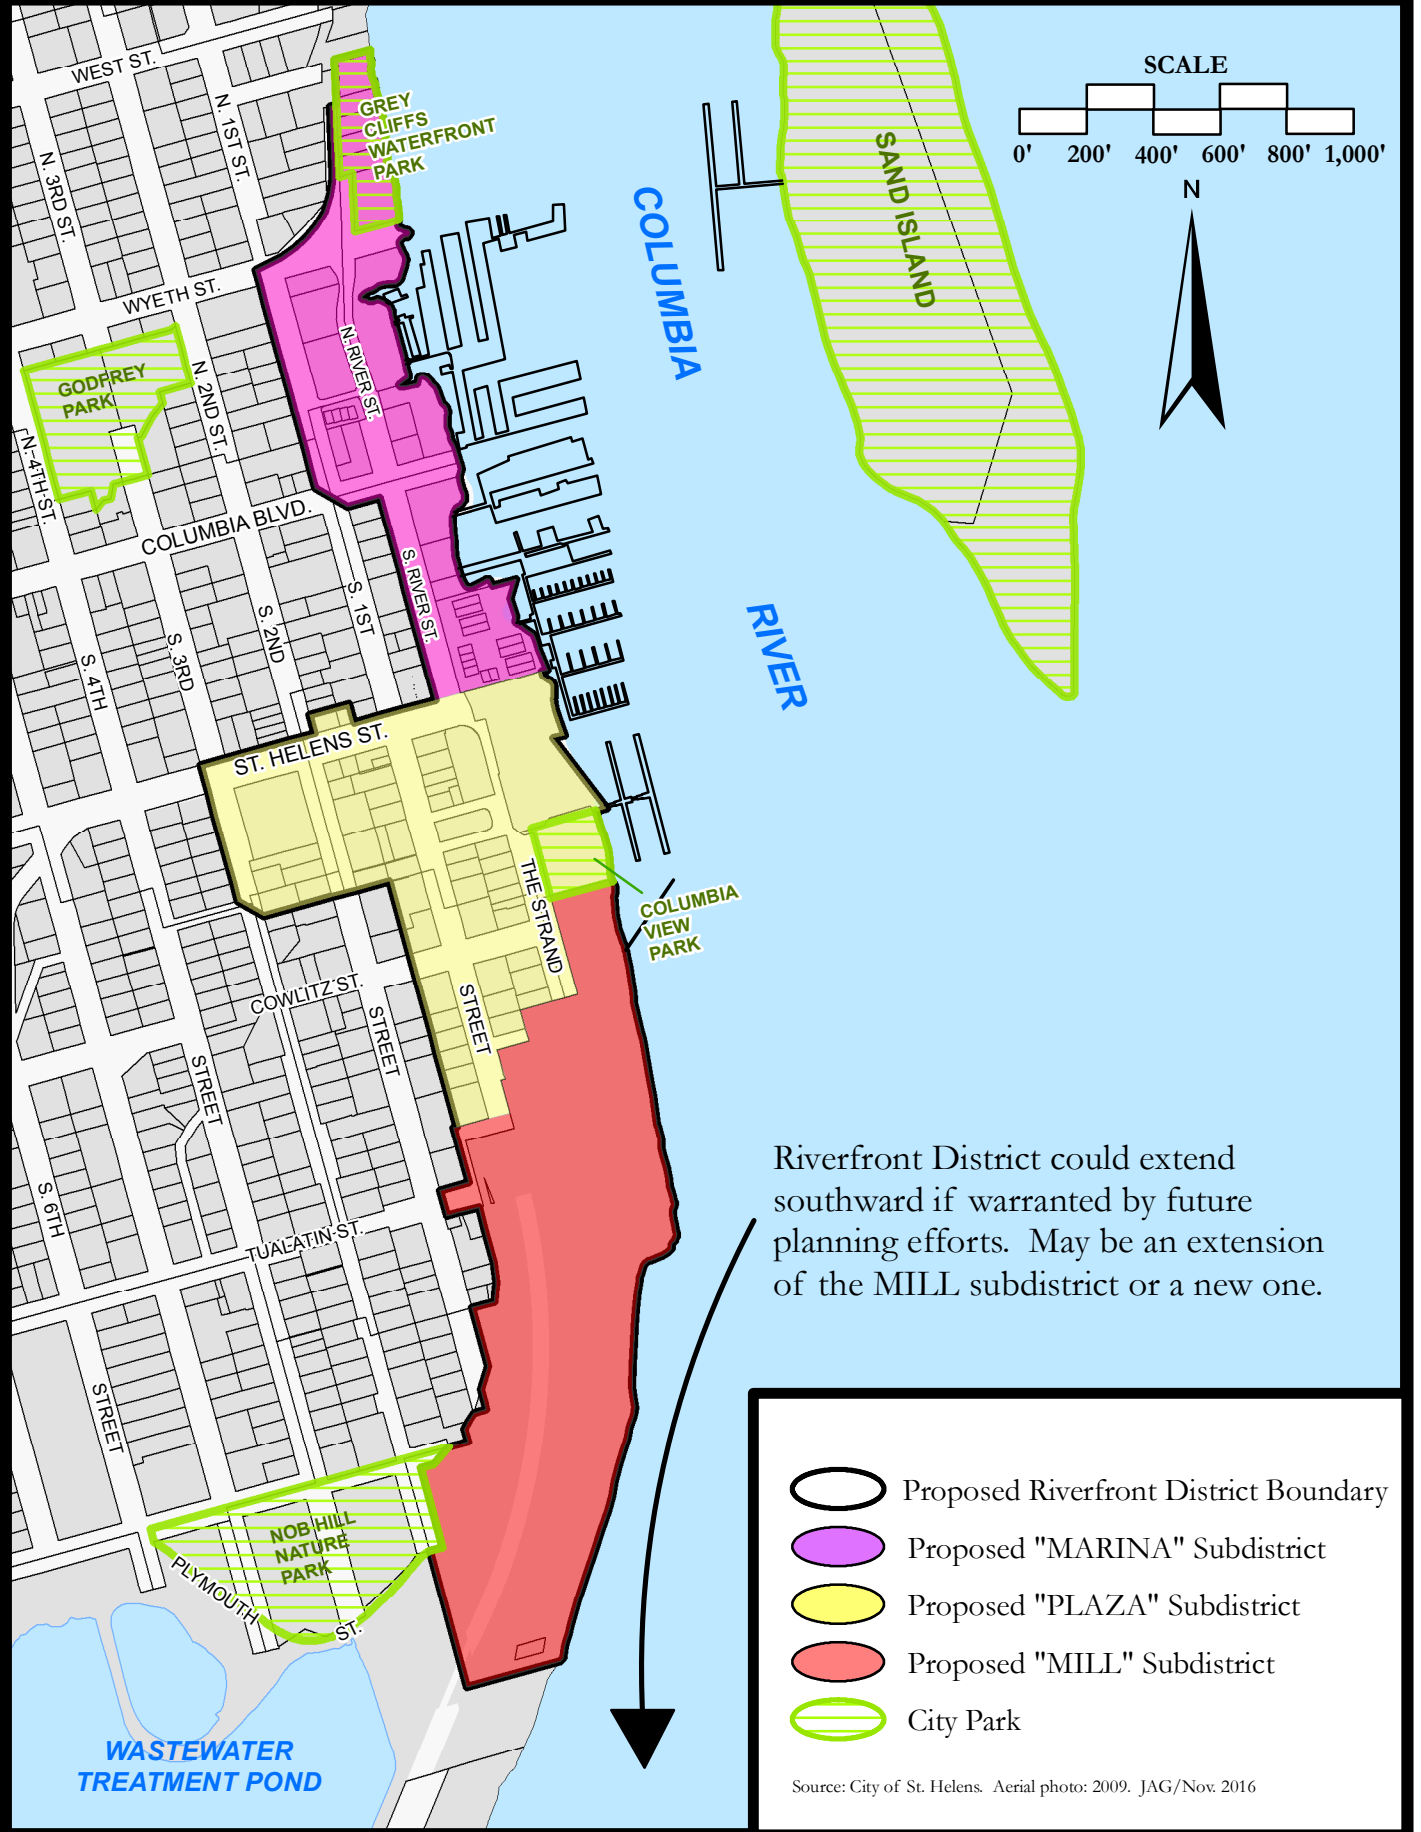 WEST ST.
N. 1ST ST.
N. 3RD ST.
GREY
CLIFFS
WATERFRONT
PARK
SCALE
0' 200' 400' 600' 800' 1,000'
N
SAND ISLAND
COLUMBIA
RIVER
WYETH ST.
N. RIVER ST.
GODFREY
PARK
N. 2ND ST.
N. 4TH ST.
COLUMBIA BLVD.
S. RIVER ST.
S. 1ST
S. 2ND
S. 3RD
S. 4TH
ST. HELENS ST.
THE STRAND
COLUMBIA
VIEW
PARK
COWLITZ ST.
STREET
STREET
STREET
S. 6TH
TUALATIN ST.
STREET
Riverfront District could extend
southward if warranted by future
planning efforts. May be an extension
of the MILL subdistrict or a new one.
NOB HILL
NATURE
PARK
PLYMOUTH
ST.
WASTEWATER
TREATMENT POND
Proposed Riverfront District Boundary
Proposed "MARINA" Subdistrict
Proposed "PLAZA" Subdistrict
Proposed "MILL" Subdistrict
City Park
Source: City of St. Helens. Aerial photo: 2009. JAG/Nov. 2016